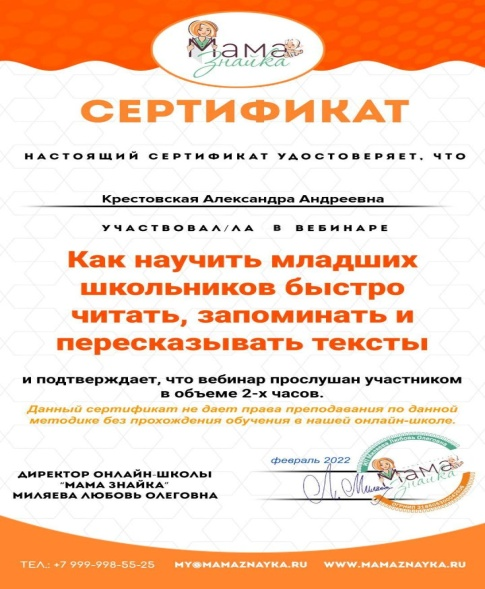 Мама
Знайка
СЕРТИФИКАТ
НАСТОЯЩИЙ СЕРТИФИКАТ УДОСТОВЕРЯЕТ, ЧТО
Крестовская Александра Андреевна
УЧАСТВОВАЛ/ЛА В ВЕБИНАРЕ
Как научить младших
школьников быстро
читать, запоминать и
пересказывать тексты
и подтверждает, что вебинар прослушан участником
в объеме 2-х часов.
Данный сертификат не дает права преподавания по данной
методике без прохождения обучения в нашей онлайн-школе.
февраль 2022
ДИРЕКТОР ОНЛАЙН-ШКОЛЫ
"МАМА ЗНАЙКА"
МИЛЯЕВА ЛЮБОВЬ ОЛЕГОВНА
Мама
Знайка
ТЕЛ.: +7 999-998-55-25 MY@MAMAZNAYKA.RU WWW.MAMAZNAYKA.RU